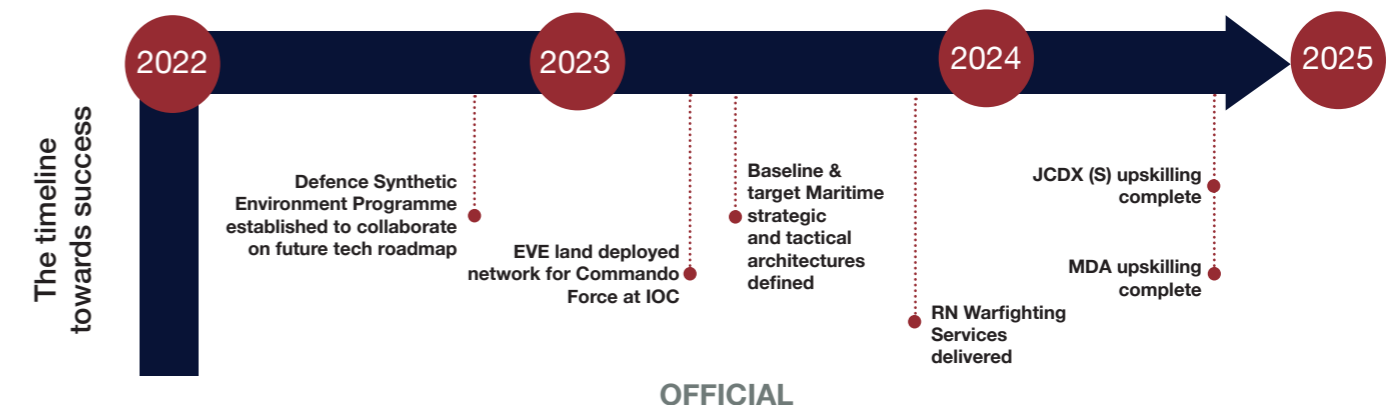 2022
2023
2024
2025
The timeline
towards success
Defence Synthetic
Environment Programme
established to collaborate
on future tech roadmap
EVE land deployed
network for Commando
Force at IOC
Baseline &
target Maritime
strategic
and tactical
architectures
defined
RN Warfighting
Services
delivered
JCDX (S) upskilling
complete
MDA upskilling
complete
OFFICIAL